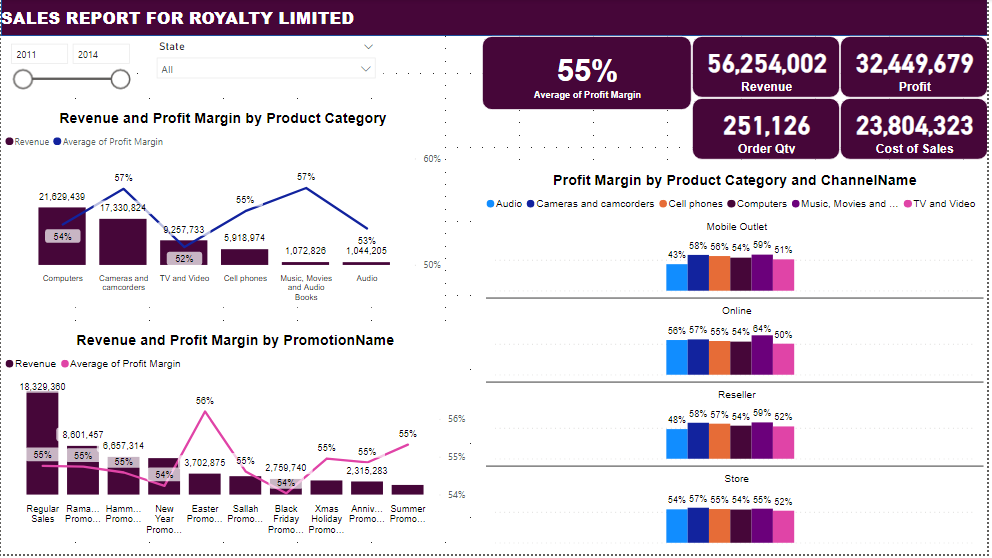 SALES REPORT FOR ROYALTY LIMITED
2011
2014
State
All
55%
Average of Profit Margin
56,254,002
Revenue
32,449,679
Profit
251,126
Order Qty
23,804,323
Cost of Sales
Revenue and Profit Margin by Product Category
Revenue Average of Profit Margin
60%
50%
21,629,439
17,330,824
9,257,733
5,918,974
1,072,826
1,044,205
54%
57%
52%
55%
57%
53%
Computers
Cameras and camcorders
TV and Video
Cell phones
Music, Movies and Audio Books
Audio
Revenue and Profit Margin by PromotionName
Revenue Average of Profit Margin
18,329,360
8,601,457
6,657,314
3,702,875
2,759,740
2,315,283
55%
55%
55%
54%
56%
55%
54%
55%
55%
55%
56%
55%
54%
Regular Sales
Rama... Promo...
Hamm... Promo...
New Year Promo...
Easter Promo...
Sallah Promo...
Black Friday Promo...
Xmas Holiday Promo...
Anniv... Promo...
Summer Promo...
Profit Margin by Product Category and ChannelName
Audio Cameras and camcorders Cell phones Computers Music, Movies and ... TV and Video
Mobile Outlet
43% 58% 56% 54% 59% 51%
Online
56% 57% 55% 54% 64% 50%
Reseller
48% 58% 57% 54% 59% 52%
Store
54% 57% 55% 54% 55% 52%